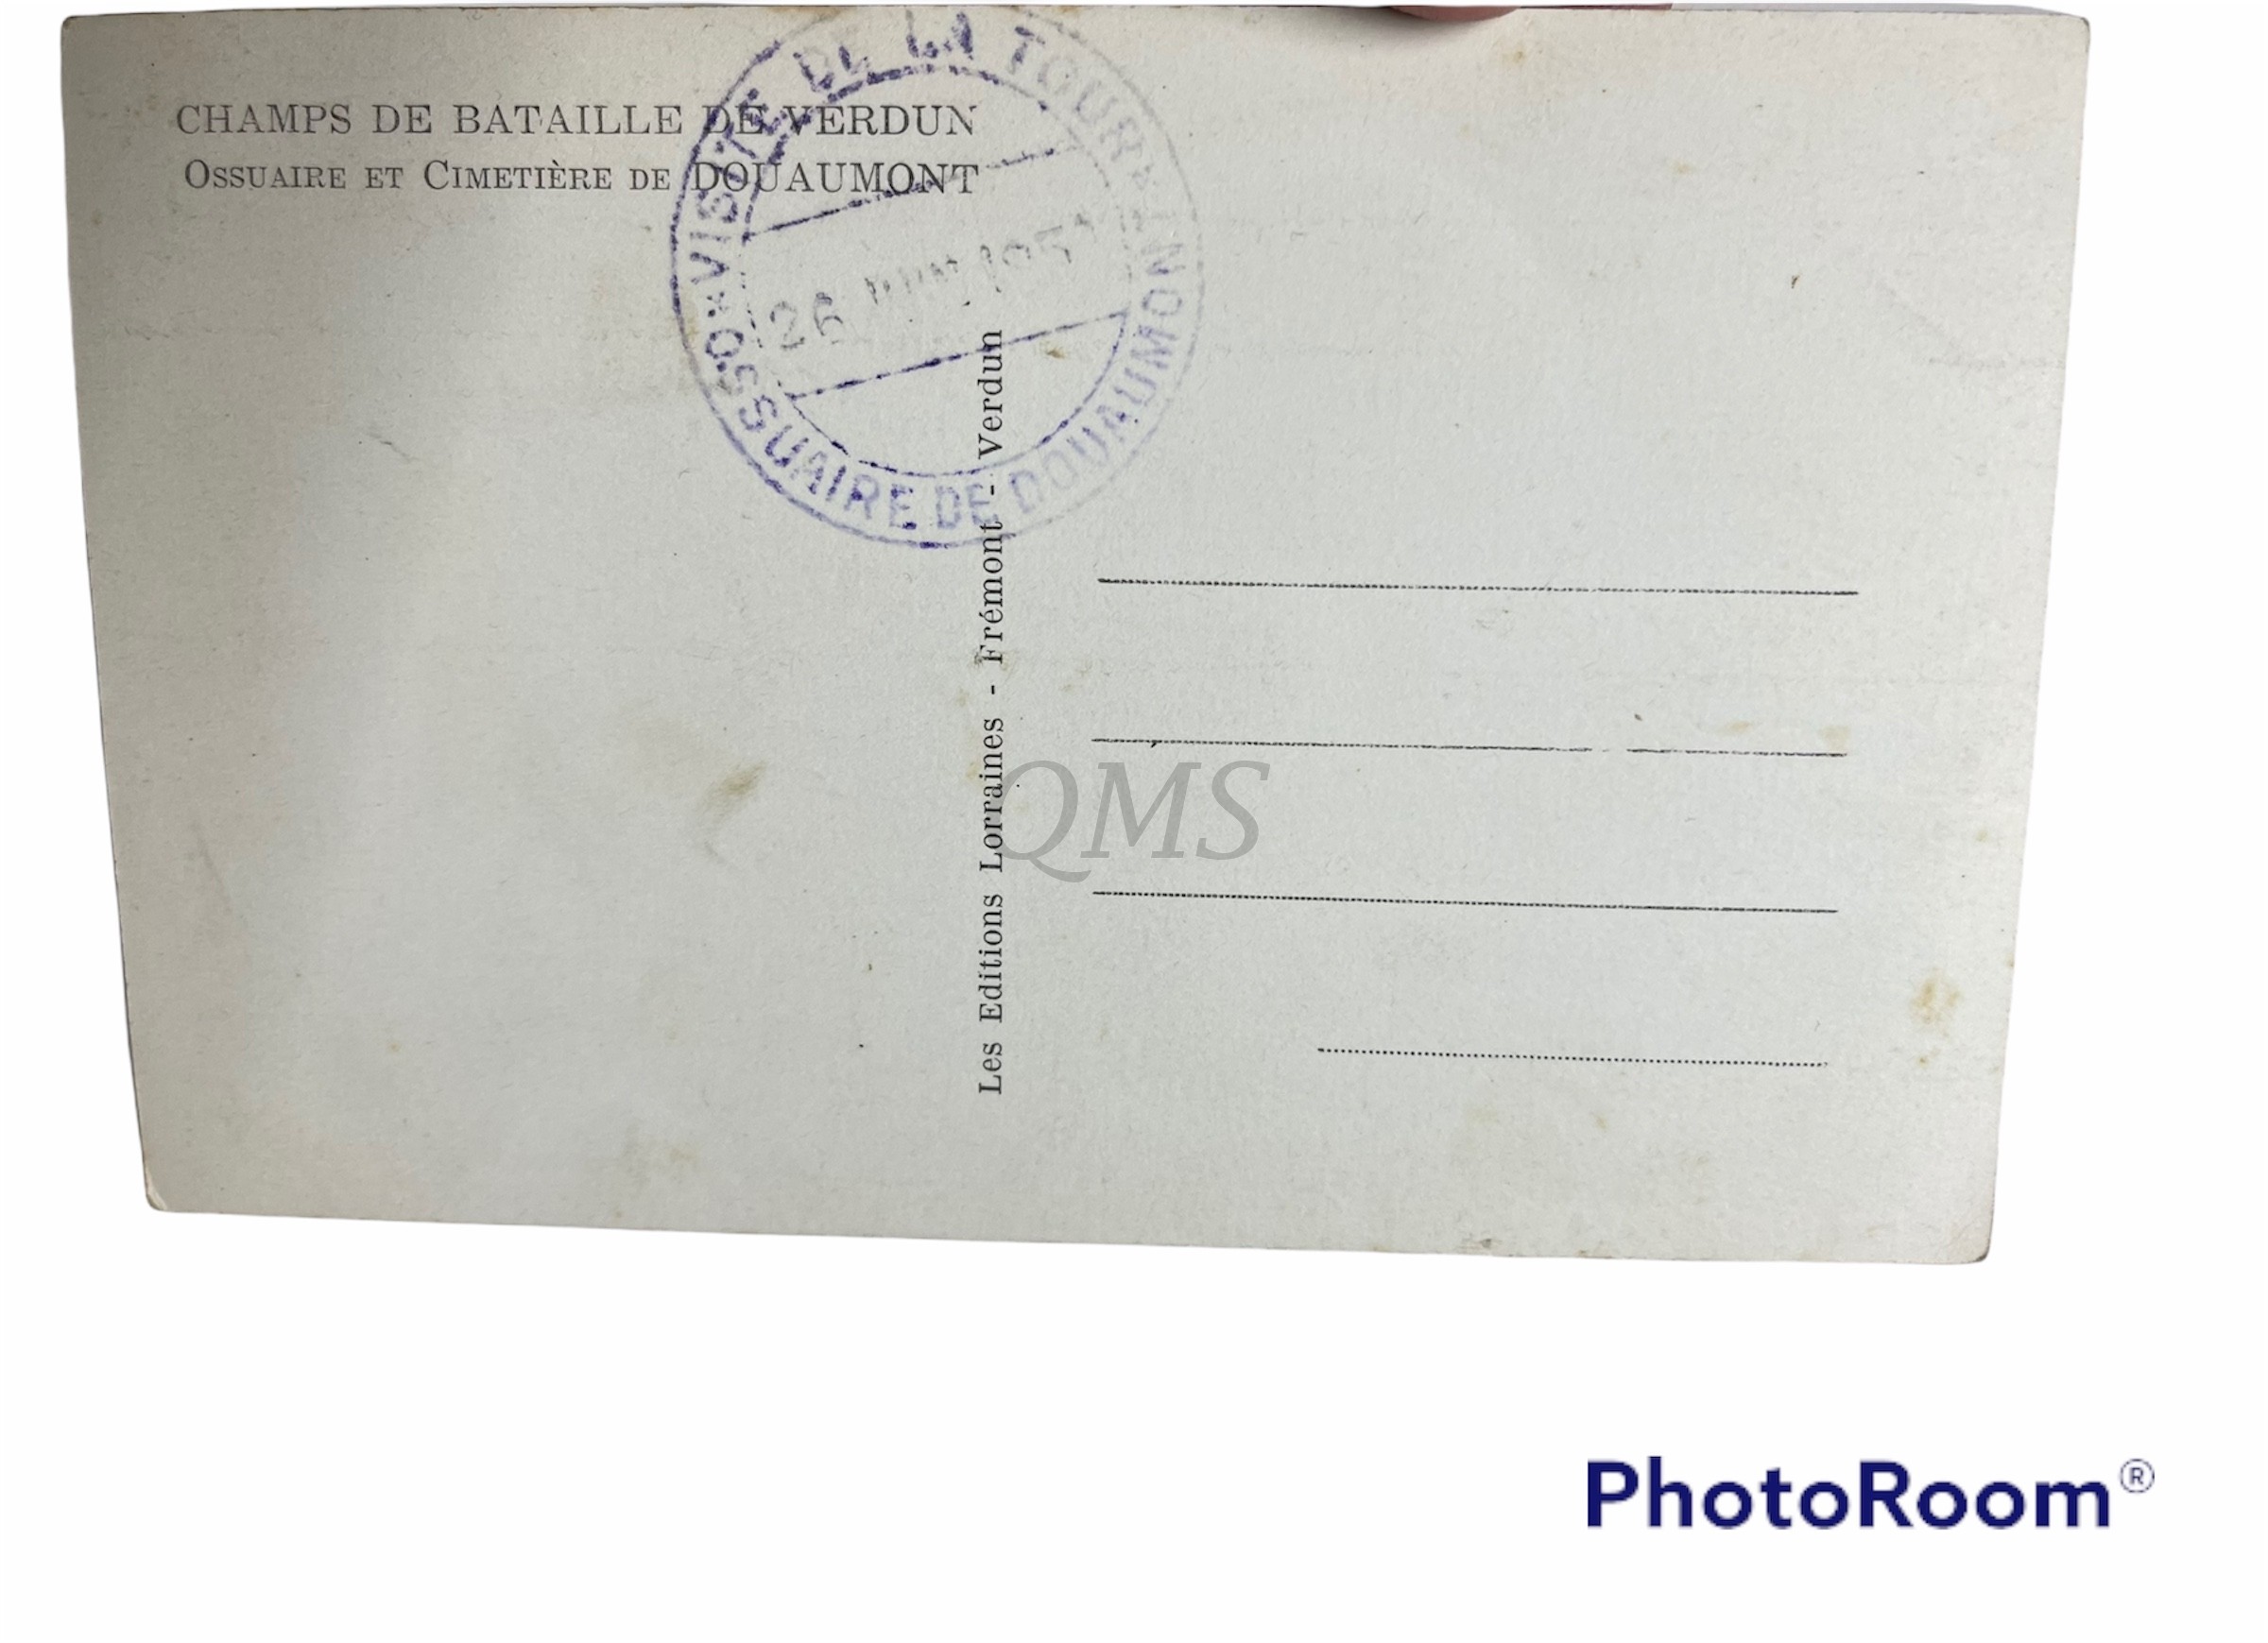 CHAMPS DE BATAILLE DE VERDUN
OSSUAIRE ET CIMETIÈRE DE DOUAUMONT
VISITE DE LA TOUR
26
OSSUAIRE DE DOUAUMONT
Les Editions Lorraines - Frémont - Verdun
QMS
PhotoRoom®